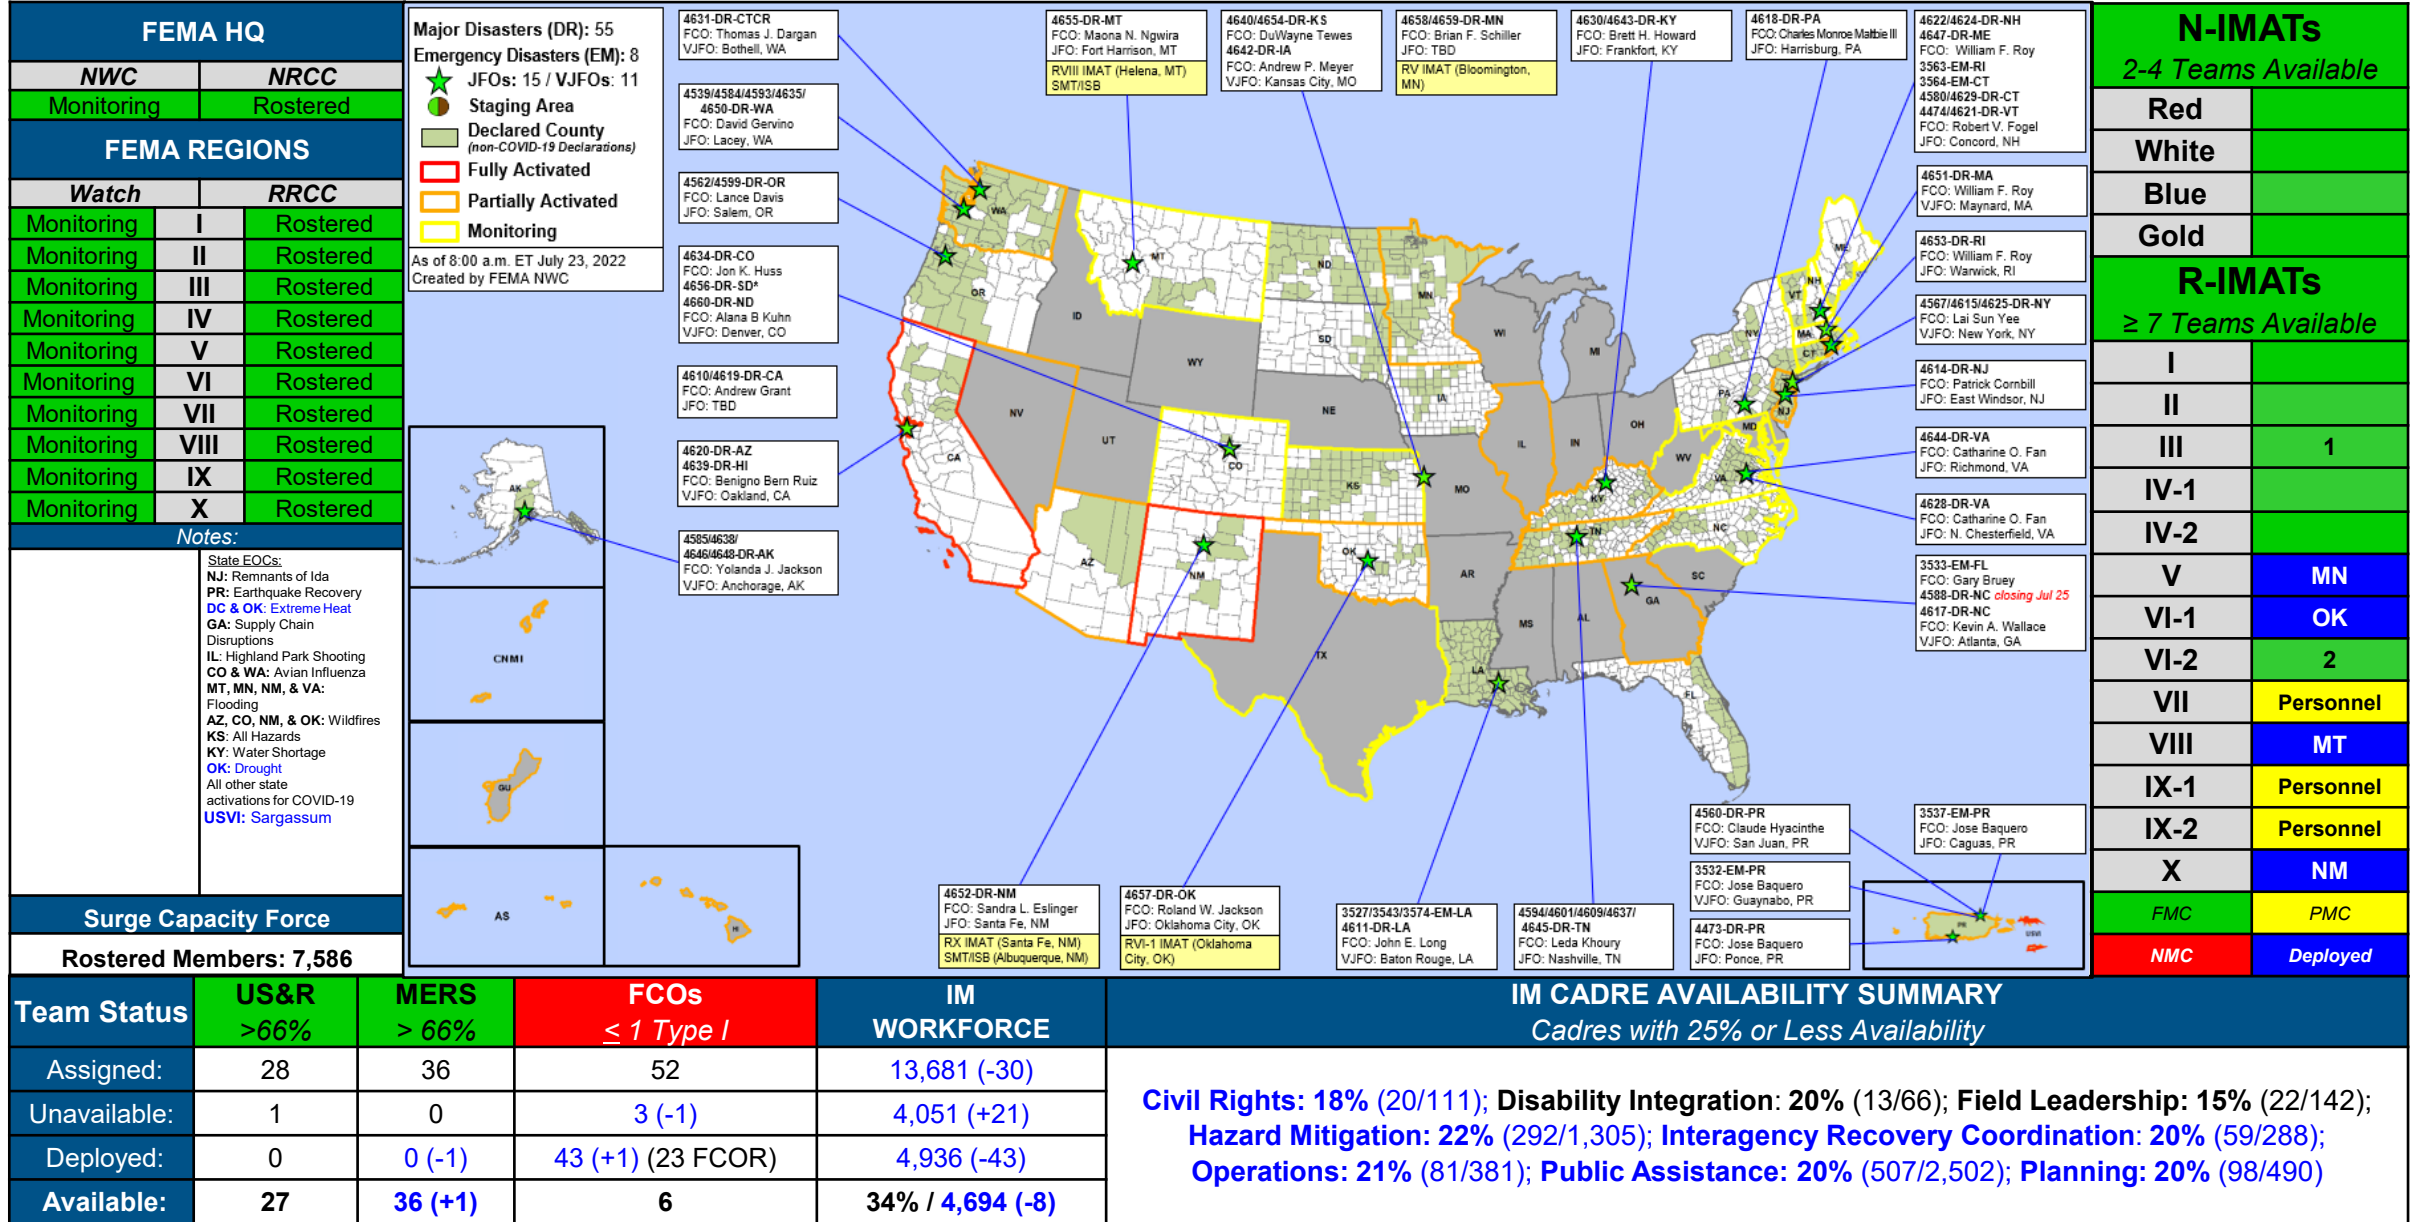 FEMA HQ
NWC NRCC
Monitoring Rostered
FEMA REGIONS
Watch RRCC
Monitoring I Rostered
Monitoring II Rostered
Monitoring III Rostered
Monitoring IV Rostered
Monitoring V Rostered
Monitoring VI Rostered
Monitoring VII Rostered
Monitoring VIII Rostered
Monitoring IX Rostered
Monitoring X Rostered
Notes:
State EOCs:
NJ: Remnants of Ida
PR: Earthquake Recovery
DC & OK: Extreme Heat
GA: Supply Chain
Disruptions
IL: Highland Park Shooting
CO & WA: Avian Influenza
MT, MN, NM, & VA:
Flooding
AZ, CO, NM, & OK: Wildfires
KS: All Hazards
KY: Water Shortage
OK: Drought
All other state
activations for COVID-19
USVI: Sargassum
Surge Capacity Force
Rostered Members: 7,586
Major Disasters (DR): 55
Emergency Disasters (EM): 8
JFOs: 15 / VJFOs: 11
Staging Area
Declared County
(non-COVID-19 Declarations)
Fully Activated
Partially Activated
Monitoring
As of 8:00 a.m. ET July 23, 2022
Created by FEMA NWC
4631-DR-CTCR
FCO: Thomas J. Dargan
VJFO: Bothell, WA
4539/4584/4593/4635/
4650-DR-WA
FCO: David Gervino
JFO: Lacey, WA
4562/4599-DR-OR
FCO: Lance Davis
JFO: Salem, OR
4634-DR-CO
FCO: Jon K. Huss
4656-DR-SD*
4660-DR-ND
FCO: Alana B Kuhn
VJFO: Denver, CO
4610/4619-DR-CA
FCO: Andrew Grant
JFO: TBD
4620-DR-AZ
4639-DR-HI
FCO: Benigno Bern Ruiz
VJFO: Oakland, CA
4585/4638/
4646/4648-DR-AK
FCO: Yolanda J. Jackson
VJFO: Anchorage, AK
4655-DR-MT
FCO: Maona N. Ngwira
JFO: Fort Harrison, MT
RVIII IMAT (Helena, MT)
SMT/ISB
4640/4654-DR-KS
FCO: DuWayne Tewes
4642-DR-IA
FCO: Andrew P. Meyer
VJFO: Kansas City, MO
4658/4659-DR-MN
FCO: Brian F. Schiller
JFO: TBD
RV IMAT (Bloomington,
MN)
4630/4643-DR-KY
FCO: Brett H. Howard
JFO: Frankfort, KY
4618-DR-PA
FCO: Charles Monroe Maltbie III
JFO: Harrisburg, PA
4622/4624-DR-NH
4647-DR-ME
FCO: William F. Roy
3563-EM-RI
3564-EM-CT
4580/4629-DR-CT
4474/4621-DR-VT
FCO: Robert V. Fogel
JFO: Concord, NH
4651-DR-MA
FCO: William F. Roy
VJFO: Maynard, MA
4653-DR-RI
FCO: William F. Roy
JFO: Warwick, RI
4567/4615/4625-DR-NY
FCO: Lai Sun Yee
VJFO: New York, NY
4614-DR-NJ
FCO: Patrick Cornbill
JFO: East Windsor, NJ
4644-DR-VA
FCO: Catharine O. Fan
JFO: Richmond, VA
4628-DR-VA
FCO: Catharine O. Fan
JFO: N. Chesterfield, VA
3533-EM-FL
FCO: Gary Bruey
4588-DR-NC closing Jul 25
4617-DR-NC
FCO: Kevin A. Wallace
VJFO: Atlanta, GA
WA
OR
CA
ID
NV
MT
WY
UT
AZ
CO
NM
ND
SD
NE
KS
OK
TX
MN
IA
MO
AR
LA
WI
IL
MI
IN
OH
KY
TN
MS
AL
GA
FL
SC
NC
VA
WV
MD
PA
NJ
NY
CT
MA
VT
NH
ME
AK
CNMI
GU
AS
HI
PR
USVI
4652-DR-NM
FCO: Sandra L. Eslinger
JFO: Santa Fe, NM
RX IMAT (Santa Fe, NM)
SMT/ISB (Albuquerque, NM)
4657-DR-OK
FCO: Roland W. Jackson
JFO: Oklahoma City, OK
RVI-1 IMAT (Oklahoma
City, OK)
3527/3543/3574-EM-LA
4611-DR-LA
FCO: John E. Long
VJFO: Baton Rouge, LA
4594/4601/4609/4637/
4645-DR-TN
FCO: Leda Khoury
JFO: Nashville, TN
4560-DR-PR
FCO: Claude Hyacinthe
VJFO: San Juan, PR
3532-EM-PR
FCO: Jose Baquero
VJFO: Guaynabo, PR
4473-DR-PR
FCO: Jose Baquero
JFO: Ponce, PR
3537-EM-PR
FCO: Jose Baquero
JFO: Caguas, PR
N-IMATs
2-4 Teams Available
Red
White
Blue
Gold
R-IMATs
≥ 7 Teams Available
I
II
III 1
IV-1
IV-2
V MN
VI-1 OK
VI-2 2
VII Personnel
VIII MT
IX-1 Personnel
IX-2 Personnel
X NM
FMC PMC
NMC Deployed
Team Status
US&R
>66%
MERS
> 66%
FCOs
≤ 1 Type I
IM
WORKFORCE
Assigned: 28 36 52 13,681 (-30)
Unavailable: 1 0 3 (-1) 4,051 (+21)
Deployed: 0 0 (-1) 43 (+1) (23 FCOR) 4,936 (-43)
Available: 27 36 (+1) 6 34% / 4,694 (-8)
IM CADRE AVAILABILITY SUMMARY
Cadres with 25% or Less Availability
Civil Rights: 18% (20/111); Disability Integration: 20% (13/66); Field Leadership: 15% (22/142);
Hazard Mitigation: 22% (292/1,305); Interagency Recovery Coordination: 20% (59/288);
Operations: 21% (81/381); Public Assistance: 20% (507/2,502); Planning: 20% (98/490)